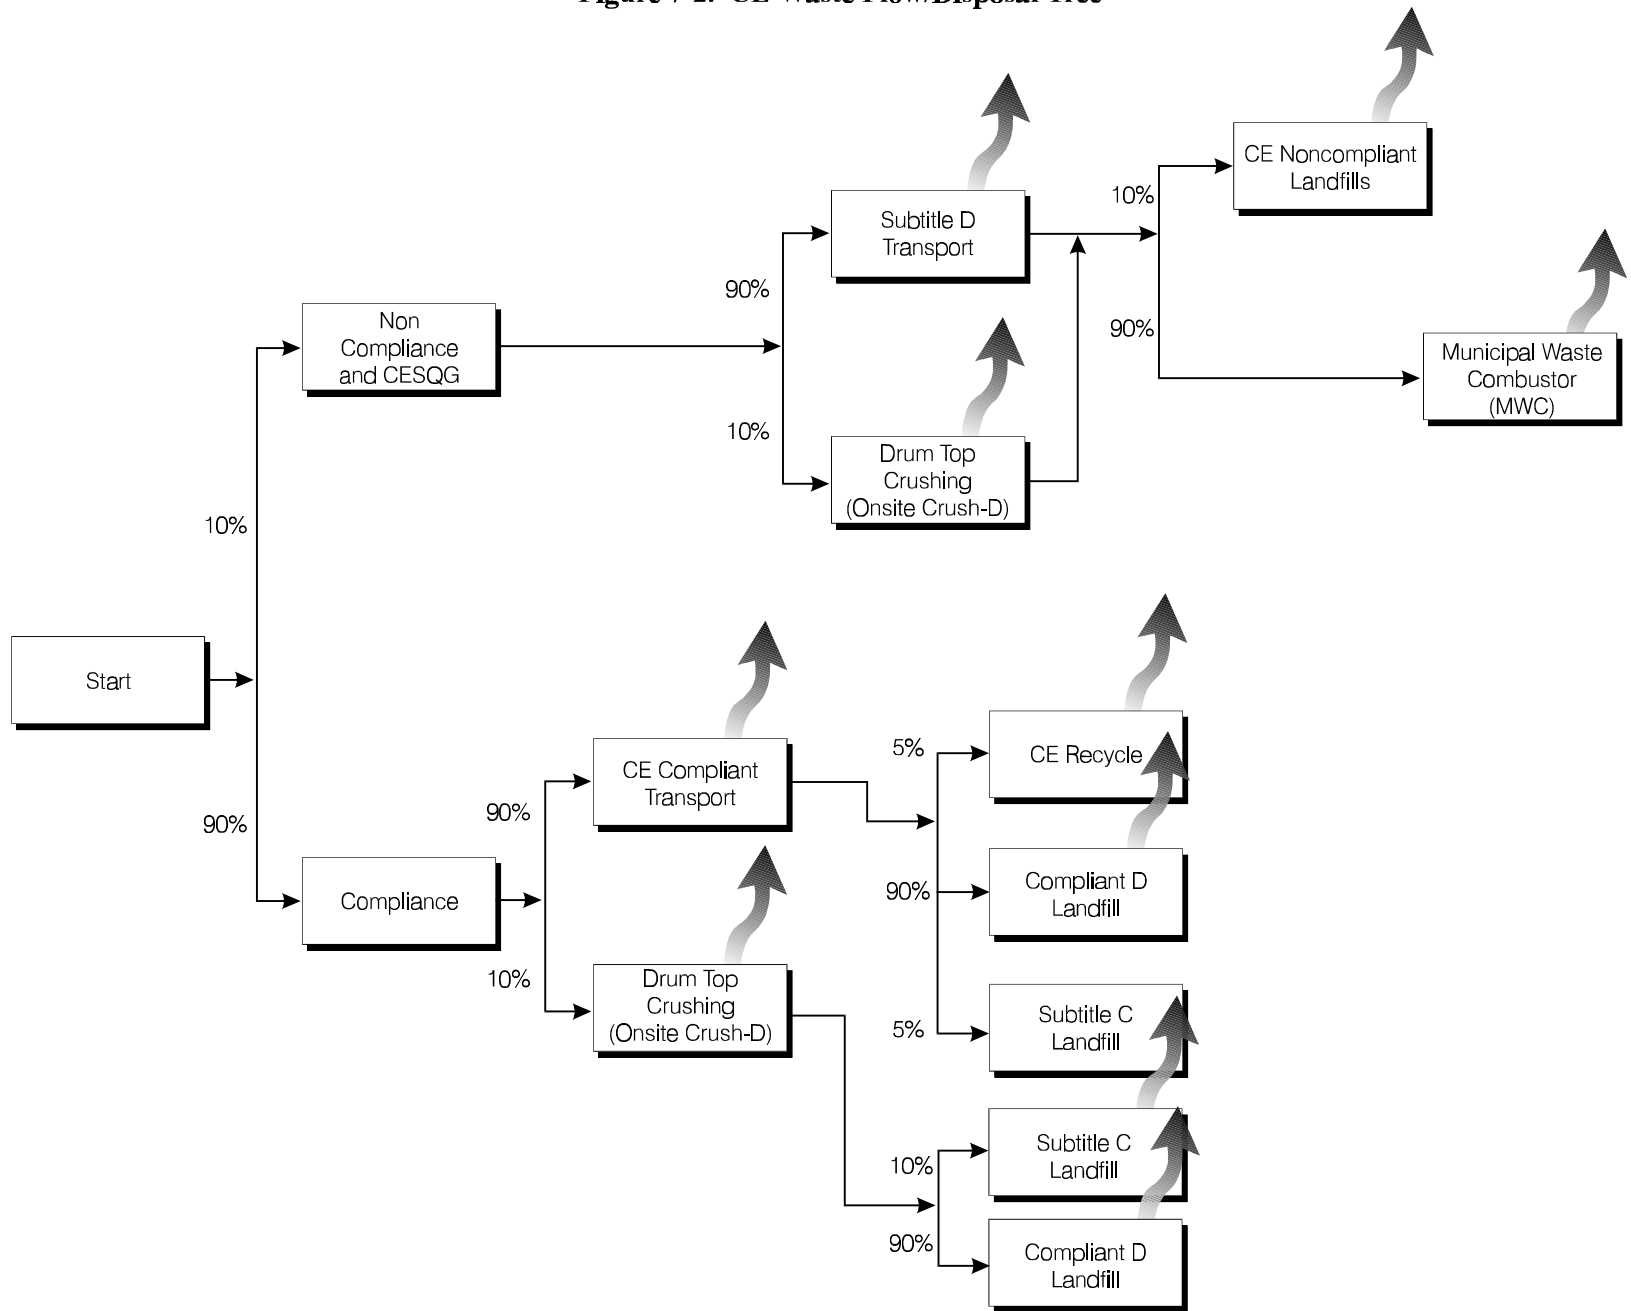 CE Noncompliant
Landfills
10%
Subtitle D
Transport
90%
90%
Municipal Waste
Combustor
(MWC)
Non
Compliance
and CESQG
10%
Drum Top
Crushing
(Onsite Crush-D)
10%
Start
90%
CE Compliant
Transport
90%
5%
CE Recycle
Compliance
90%
Compliant D
Landfill
10%
Drum Top
Crushing
(Onsite Crush-D)
5%
Subtitle C
Landfill
10%
Subtitle C
Landfill
90%
Compliant D
Landfill